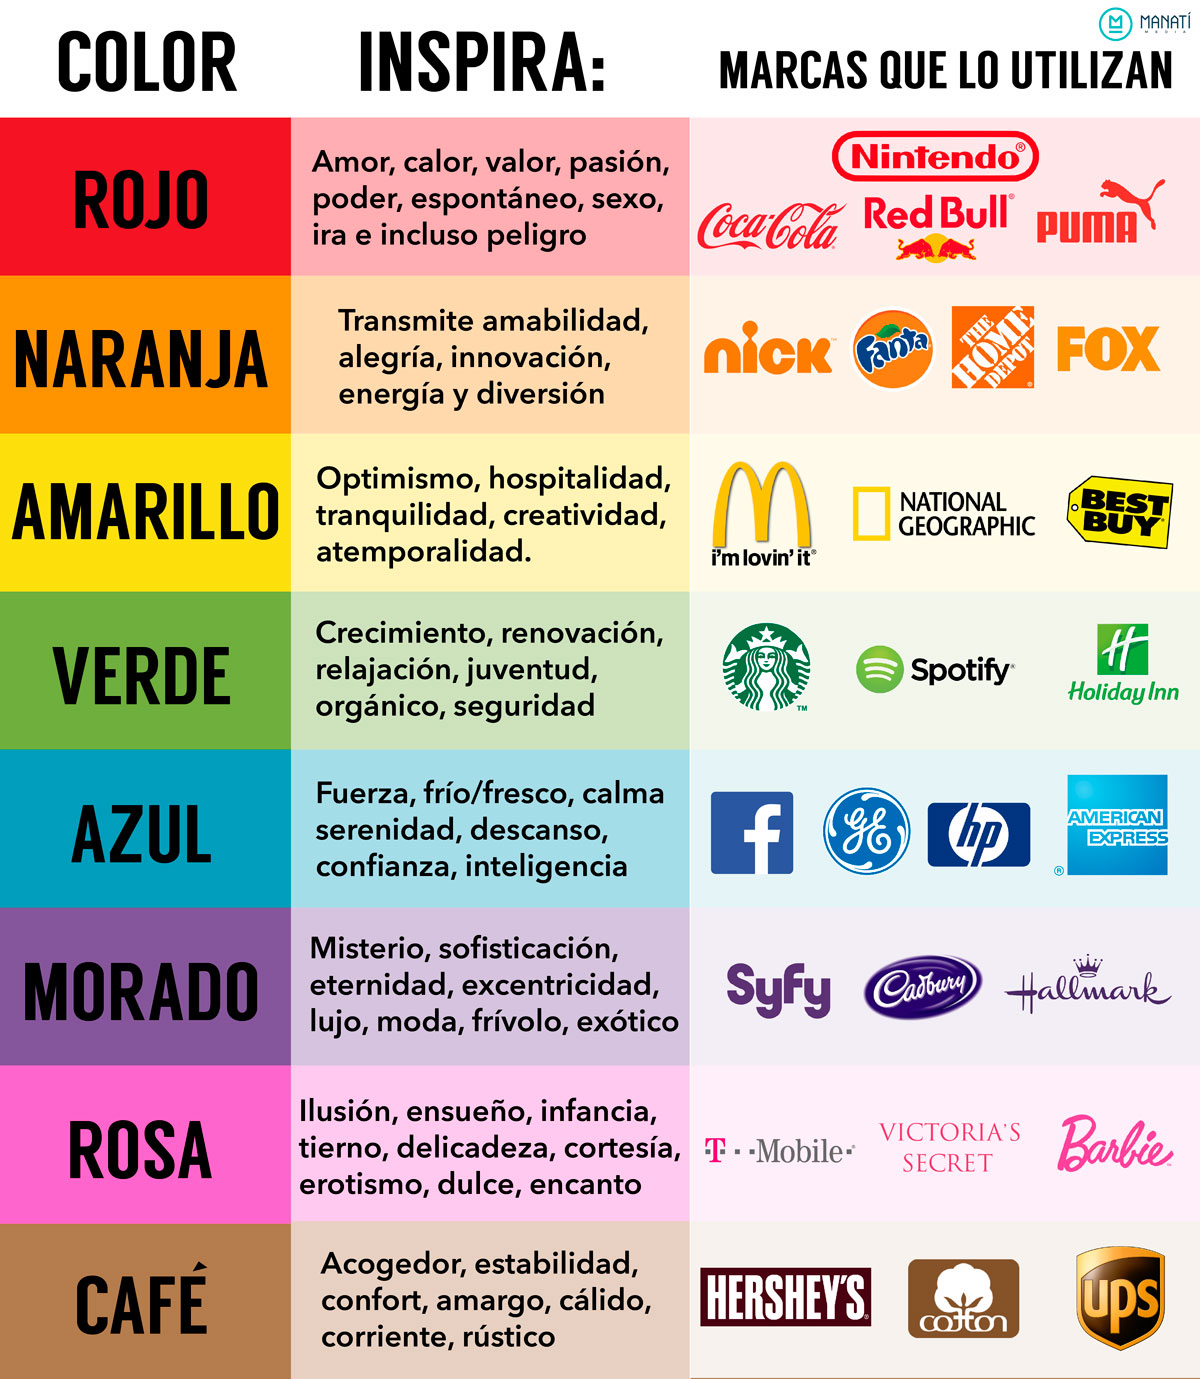 MANATÍ
MEDIA
COLOR
INSPIRA:
MARCAS QUE LO UTILIZAN
ROJO
Amor, calor, valor, pasión,
poder, espontáneo, sexo,
ira e incluso peligro
Nintendo®
Coca-Cola
Red Bull®
PUMA
NARANJA
Transmite amabilidad,
alegría, innovación,
energía y diversión
nick™
Fanta
THE
HOME
DEPOT
®
FOX
AMARILLO
Optimismo, hospitalidad,
tranquilidad, creatividad,
atemporalidad.
i'm lovin' it®
NATIONAL
GEOGRAPHIC
BEST
BUY
VERDE
Crecimiento, renovación,
relajación, juventud,
orgánico, seguridad
TM
Spotify®
H
Holiday Inn
AZUL
Fuerza, frío/fresco, calma
serenidad, descanso,
confianza, inteligencia
f
GE
hp
AMERICAN
EXPRESS
®
MORADO
Misterio, sofisticación,
eternidad, excentricidad,
lujo, moda, frívolo, exótico
Syfy
Cadbury
Hallmark
ROSA
Ilusión, ensueño, infancia,
tierno, delicadeza, cortesía,
erotismo, dulce, encanto
T··Mobile·®
VICTORIA'S
SECRET
Barbie
CAFÉ
Acogedor, estabilidad,
confort, amargo, cálido,
corriente, rústico
HERSHEY'S
cotton
ups